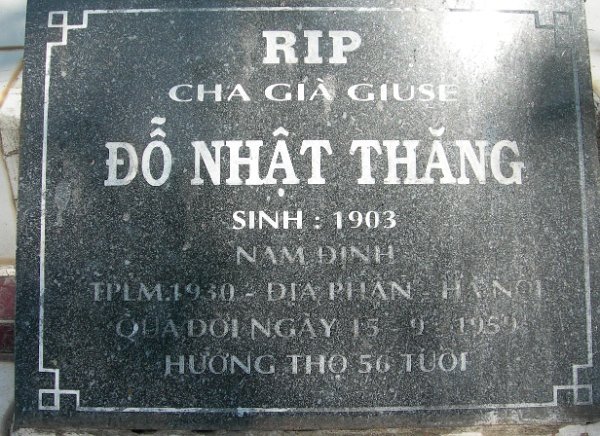 RIP
CHA GIÀ GIUSE
ĐỖ NHẬT THĂNG
SINH : 1903
NAM ĐỊNH
TPLM.1930 - ĐỊA PHẬN - HÀ NỘI
QUA ĐỜI NGÀY 15 - 9 - 1959
HƯỞNG THỌ 56 TUỔI